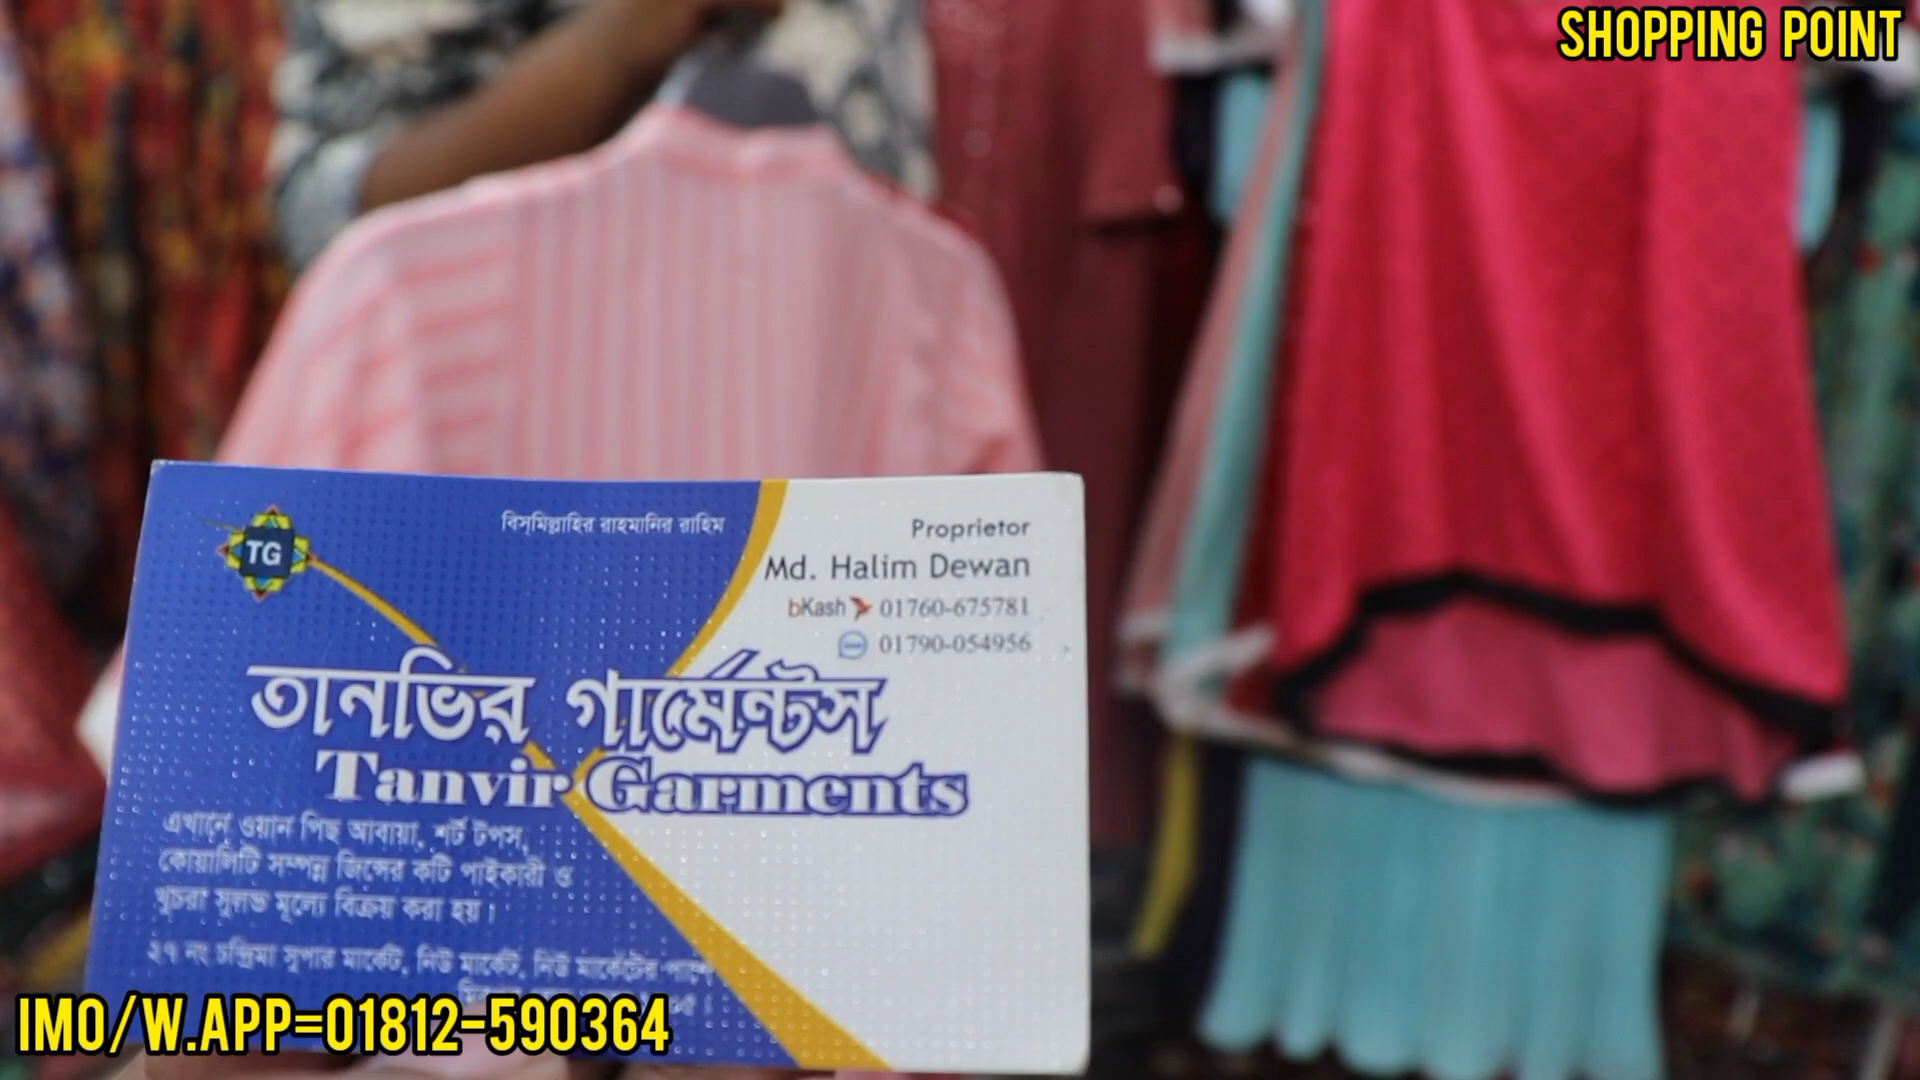 SHOPPING POINT
TG
বিস্‌মিল্লাহির রাহমানির রাহিম
Proprietor
Md. Halim Dewan
bKash 01760-675781
01790-054956
তানভির গার্মেন্টস
Tanvir Garments
এখানে ওয়ান পিছ আবায়া, শর্ট টপস,
কোয়ালিটি সম্পন্ন জিন্সের কটি পাইকারী ও
খুচরা সুলভ মূল্যে বিক্রয় করা হয়।
২৭ নং চন্দ্রিমা সুপার মার্কেট, নিউ মার্কেট, নিউ মার্কেটের পাশে
IMO/W.APP=01812-590364